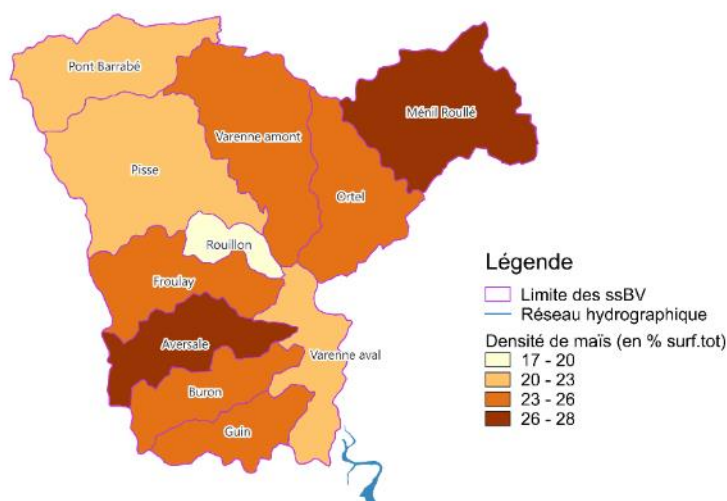 Pont Barrabé
Ménil Roullé
Varenne amont
Pisse
Ortel
Rouillon
Froulay
Aversale
Varenne aval
Buron
Guin
Légende
Limite des ssBV
Réseau hydrographique
Densité de maïs (en % surf.tot)
17 - 20
20 - 23
23 - 26
26 - 28